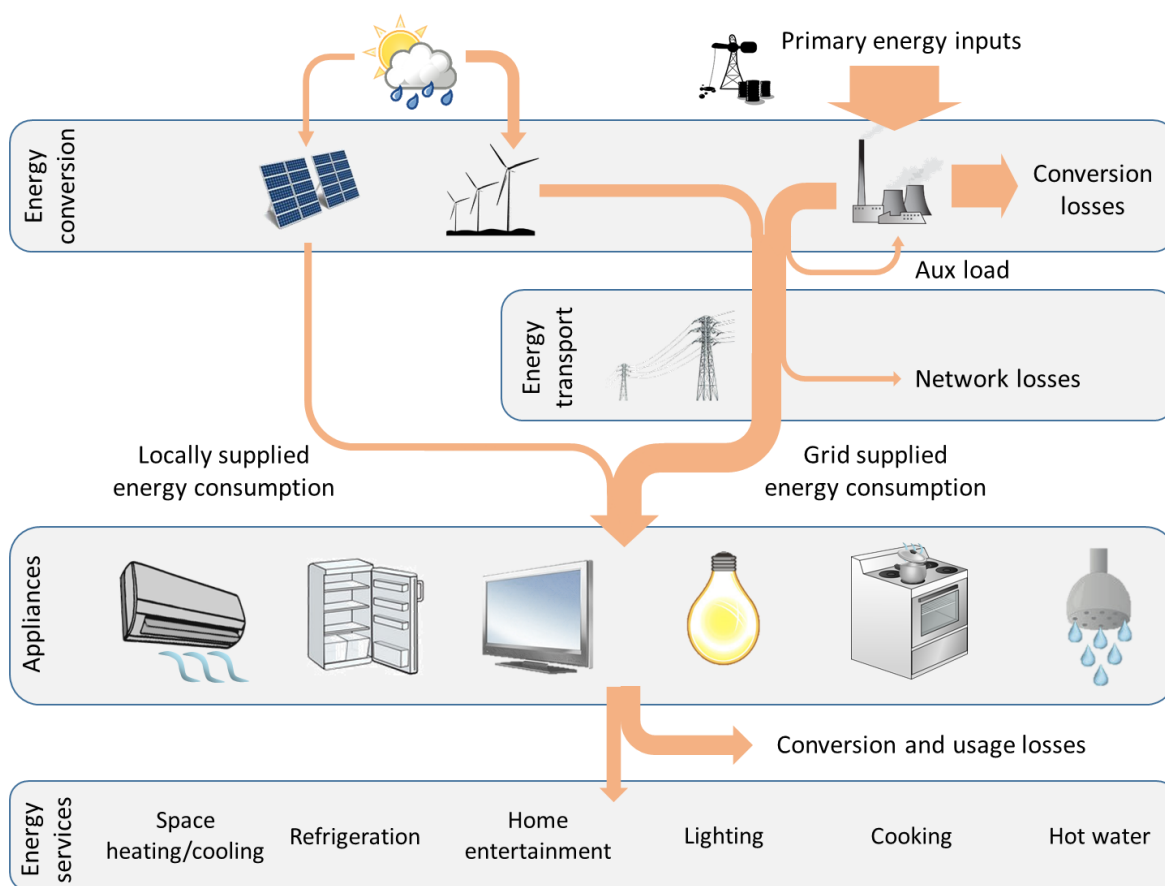 Primary energy inputs
Energy
conversion
Conversion
losses
Aux load
Energy
transport
Network losses
Locally supplied
energy consumption
Grid supplied
energy consumption
Appliances
Conversion and usage losses
Energy
services
Space
heating/cooling
Refrigeration
Home
entertainment
Lighting
Cooking
Hot water